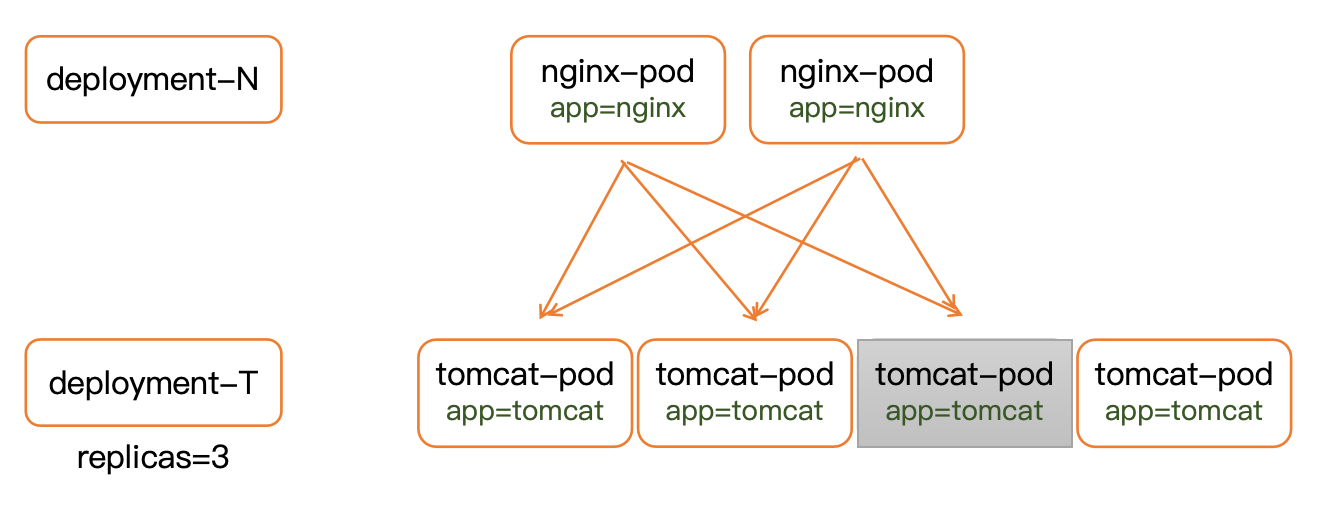 deployment-N
nginx-pod
app=nginx
nginx-pod
app=nginx
deployment-T
replicas=3
tomcat-pod
app=tomcat
tomcat-pod
app=tomcat
tomcat-pod
app=tomcat
tomcat-pod
app=tomcat